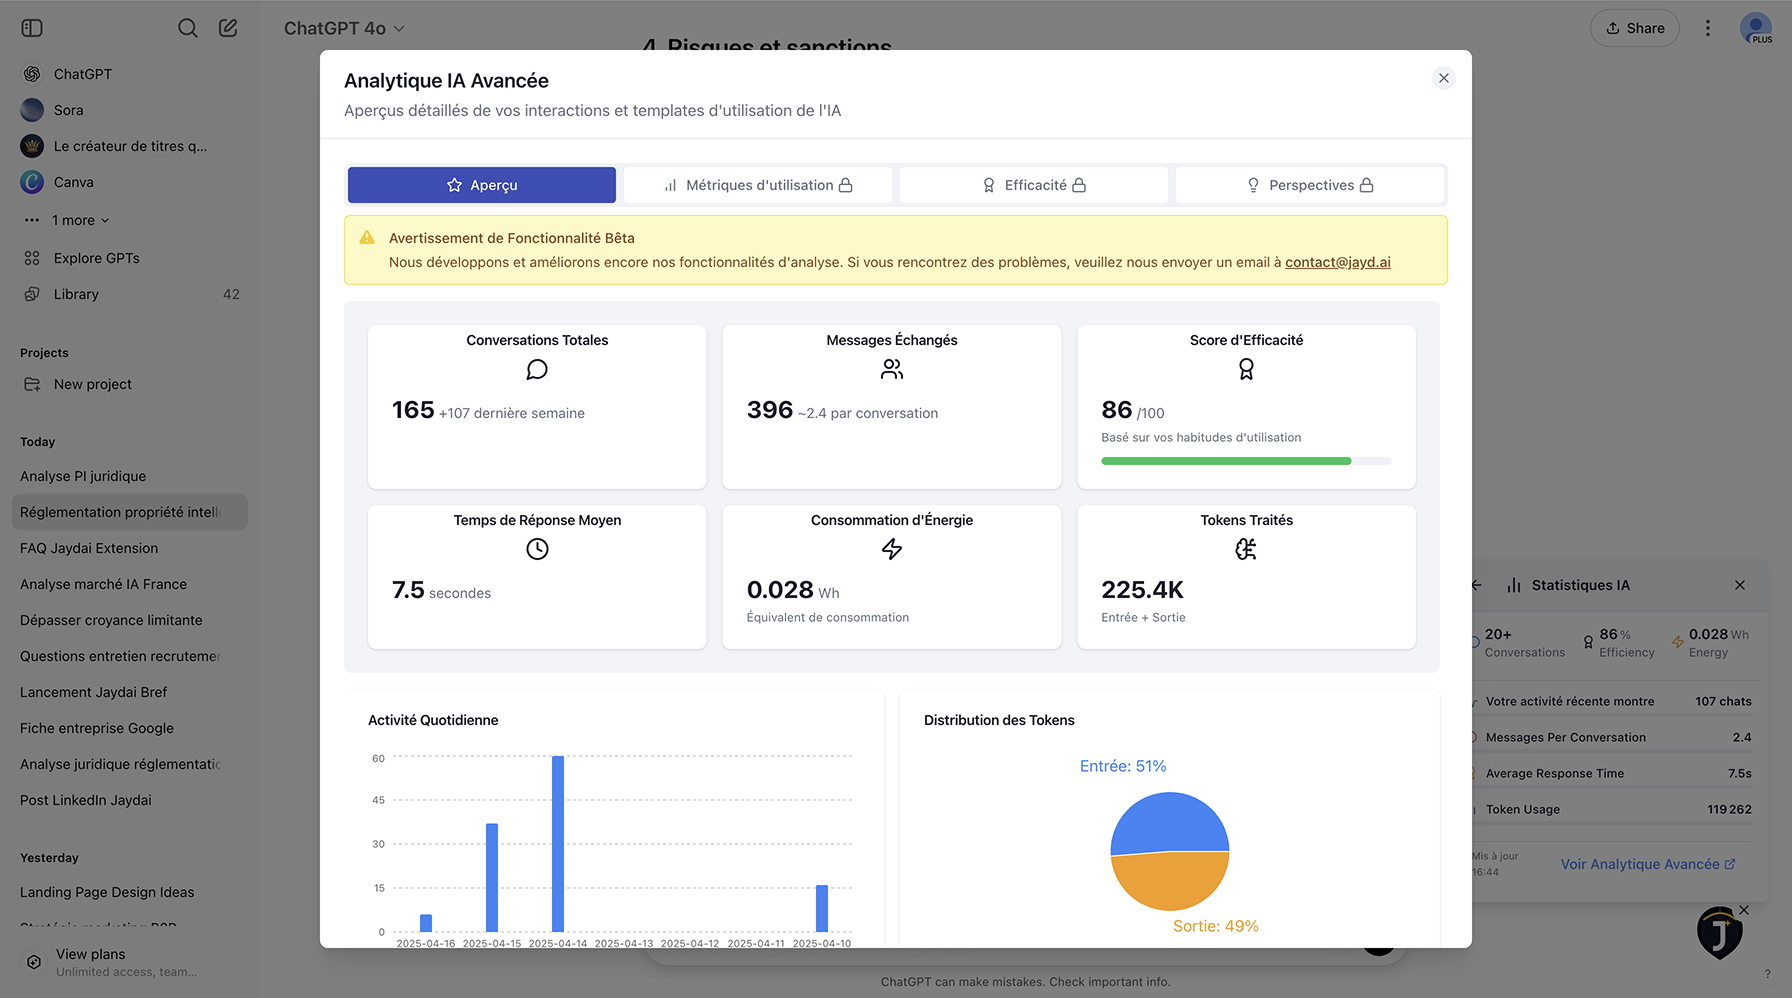 ChatGPT 4o
4. Risques et sanctions
Share
PLUS
ChatGPT
Sora
Le créateur de titres q...
Canva
1 more
Explore GPTs
Library 42
Projects
New project
Today
Analyse PI juridique
Réglementation propriété intell
FAQ Jaydai Extension
Analyse marché IA France
Dépasser croyance limitante
Questions entretien recrutemer
Lancement Jaydai Bref
Fiche entreprise Google
Analyse juridique réglementatio
Post LinkedIn Jaydai
Yesterday
Landing Page Design Ideas
View plans
Unlimited access, team...
Analytique IA Avancée
Aperçus détaillés de vos interactions et templates d'utilisation de l'IA
Aperçu
Métriques d'utilisation
Efficacité
Perspectives
Avertissement de Fonctionnalité Bêta
Nous développons et améliorons encore nos fonctionnalités d'analyse. Si vous rencontrez des problèmes, veuillez nous envoyer un email à contact@jayd.ai
Conversations Totales
165 +107 dernière semaine
Messages Échangés
396 ~2.4 par conversation
Score d'Efficacité
86 /100
Basé sur vos habitudes d'utilisation
Temps de Réponse Moyen
7.5 secondes
Consommation d'Énergie
0.028 Wh
Équivalent de consommation
Tokens Traités
225.4K
Entrée + Sortie
Activité Quotidienne
60
45
30
15
0
2025-04-16 2025-04-15 2025-04-14 2025-04-13 2025-04-12 2025-04-11 2025-04-10
Distribution des Tokens
Entrée: 51%
Sortie: 49%
Statistiques IA
20+
Conversations
86 %
Efficiency
0.028 Wh
Energy
Votre activité récente montre 107 chats
Messages Per Conversation 2.4
Average Response Time 7.5s
Token Usage 119 262
Mis à jour
16:44
Voir Analytique Avancée
J
ChatGPT can make mistakes. Check important info.
?